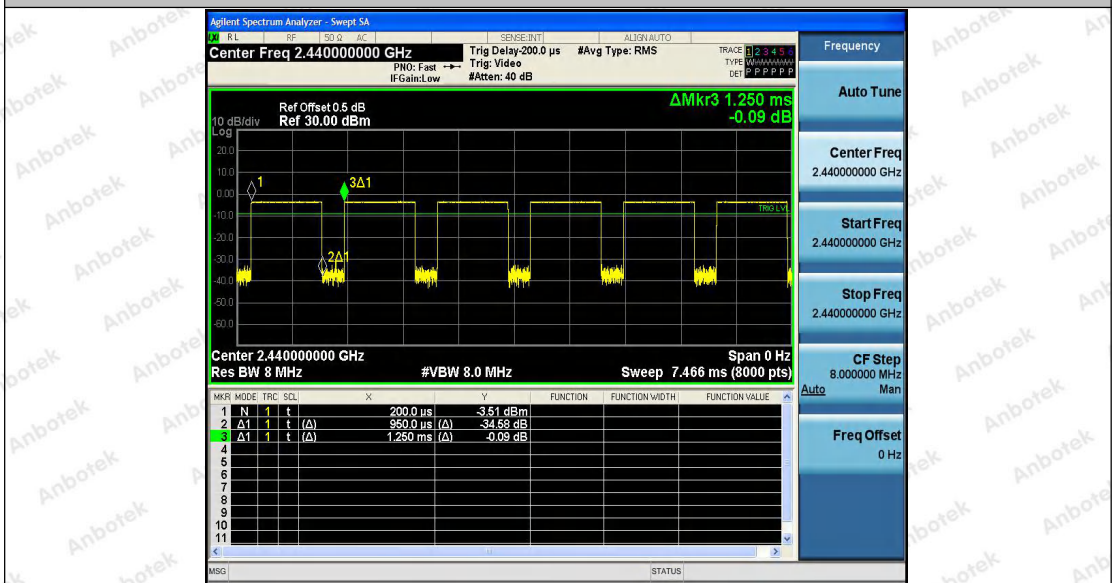 Agilent Spectrum Analyzer - Swept SA
RL RF 50 Ω AC SENSE:INT ALIGNAUTO
Center Freq 2.440000000 GHz
PNO: Fast
IFGain:Low
Trig Delay-200.0 µs #Avg Type: RMS
Trig: Video
#Atten: 40 dB
TRACE 1 2 3 4 5 6
TYPE W
DET P P P P P P
Frequency
Auto Tune
Center Freq
2.440000000 GHz
Start Freq
2.440000000 GHz
Stop Freq
2.440000000 GHz
CF Step
8.000000 MHz
Auto Man
Freq Offset
0 Hz
ΔMkr3 1.250 ms
-0.09 dB
Ref Offset 0.5 dB
10 dB/div Ref 30.00 dBm
Log
20.0
10.0
0.00
-10.0
-20.0
-30.0
-40.0
-50.0
-60.0
1
3Δ1
2Δ1
TRIG LVL
Center 2.440000000 GHz Span 0 Hz
Res BW 8 MHz #VBW 8.0 MHz Sweep 7.466 ms (8000 pts)
MKR MODE TRC SCL X Y FUNCTION FUNCTION WIDTH FUNCTION VALUE
1 N 1 t 200.0 µs -3.51 dBm
2 Δ1 1 t (Δ) 950.0 µs (Δ) -34.58 dB
3 Δ1 1 t (Δ) 1.250 ms (Δ) -0.09 dB
4
5
6
7
8
9
10
11
MSG STATUS
Anbotek